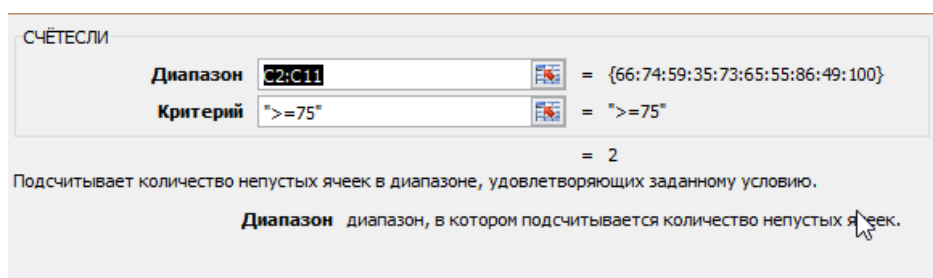 СЧЁТЕСЛИ
Диапазон C2:C11 = {66:74:59:35:73:65:55:86:49:100}
Критерий ">=75" = ">=75"
= 2
Подсчитывает количество непустых ячеек в диапазоне, удовлетворяющих заданному условию.
Диапазон диапазон, в котором подсчитывается количество непустых ячеек.